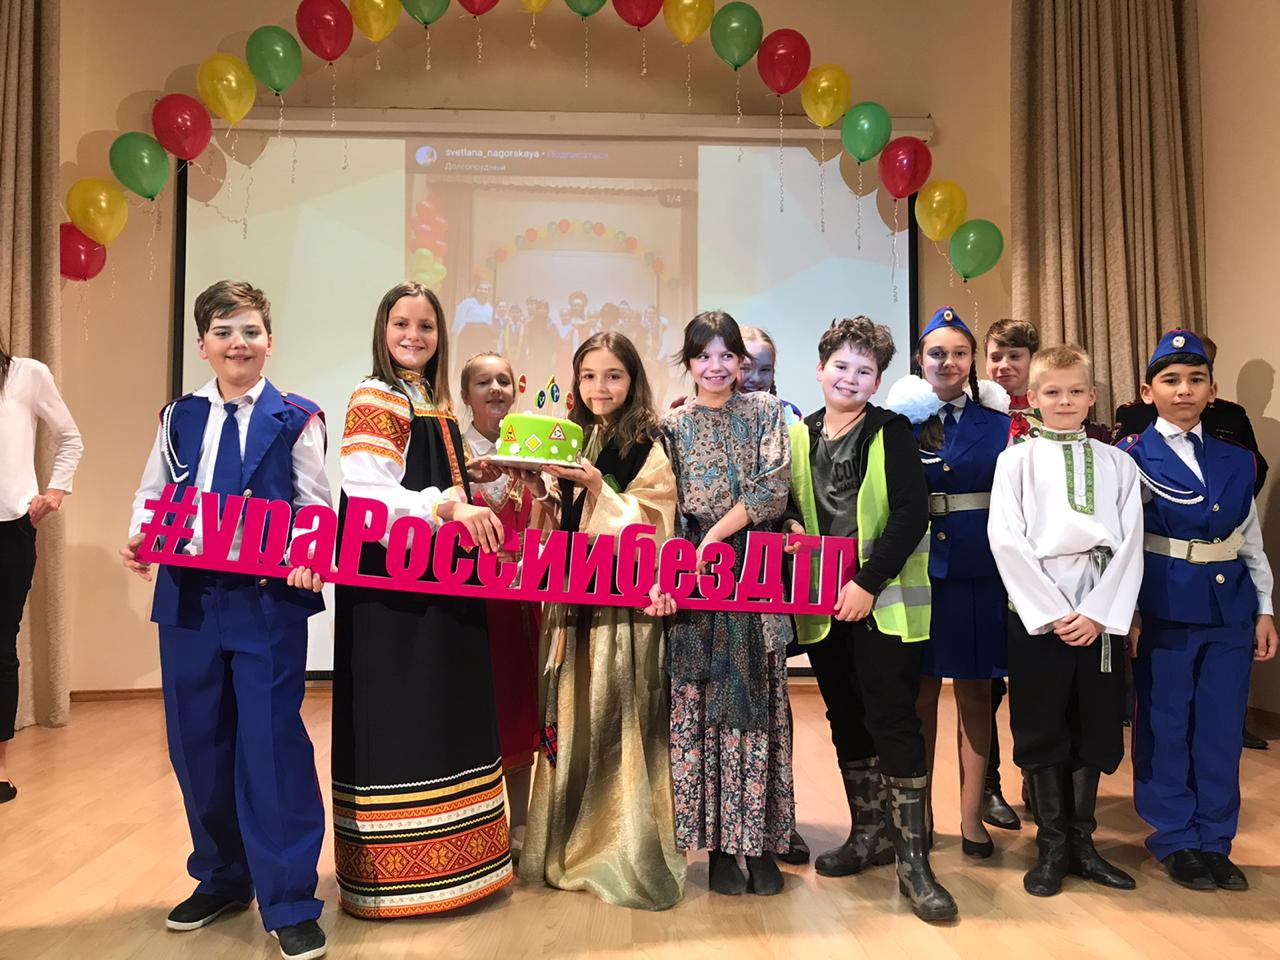 svetlana_nagorskaya • Подписаться
Долгопрудный
1/4
#ураРоссиибезДТП